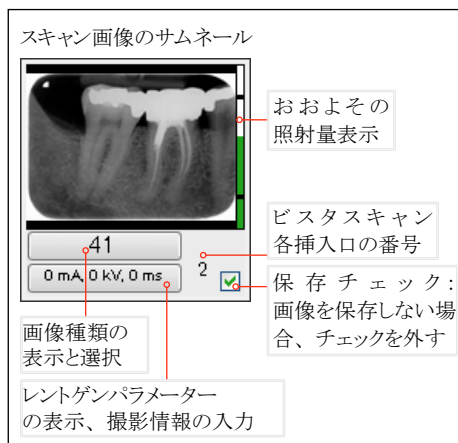 スキャン画像のサムネール
おおよその
照射量表示
41
ビスタスキャン
各挿入口の番号
0 mA, 0 kV, 0 ms
2
保存チェック:
画像を保存しない場
合、チェックを外す
画像種類の
表示と選択
レントゲンパラメーター
の表示、撮影情報の入力